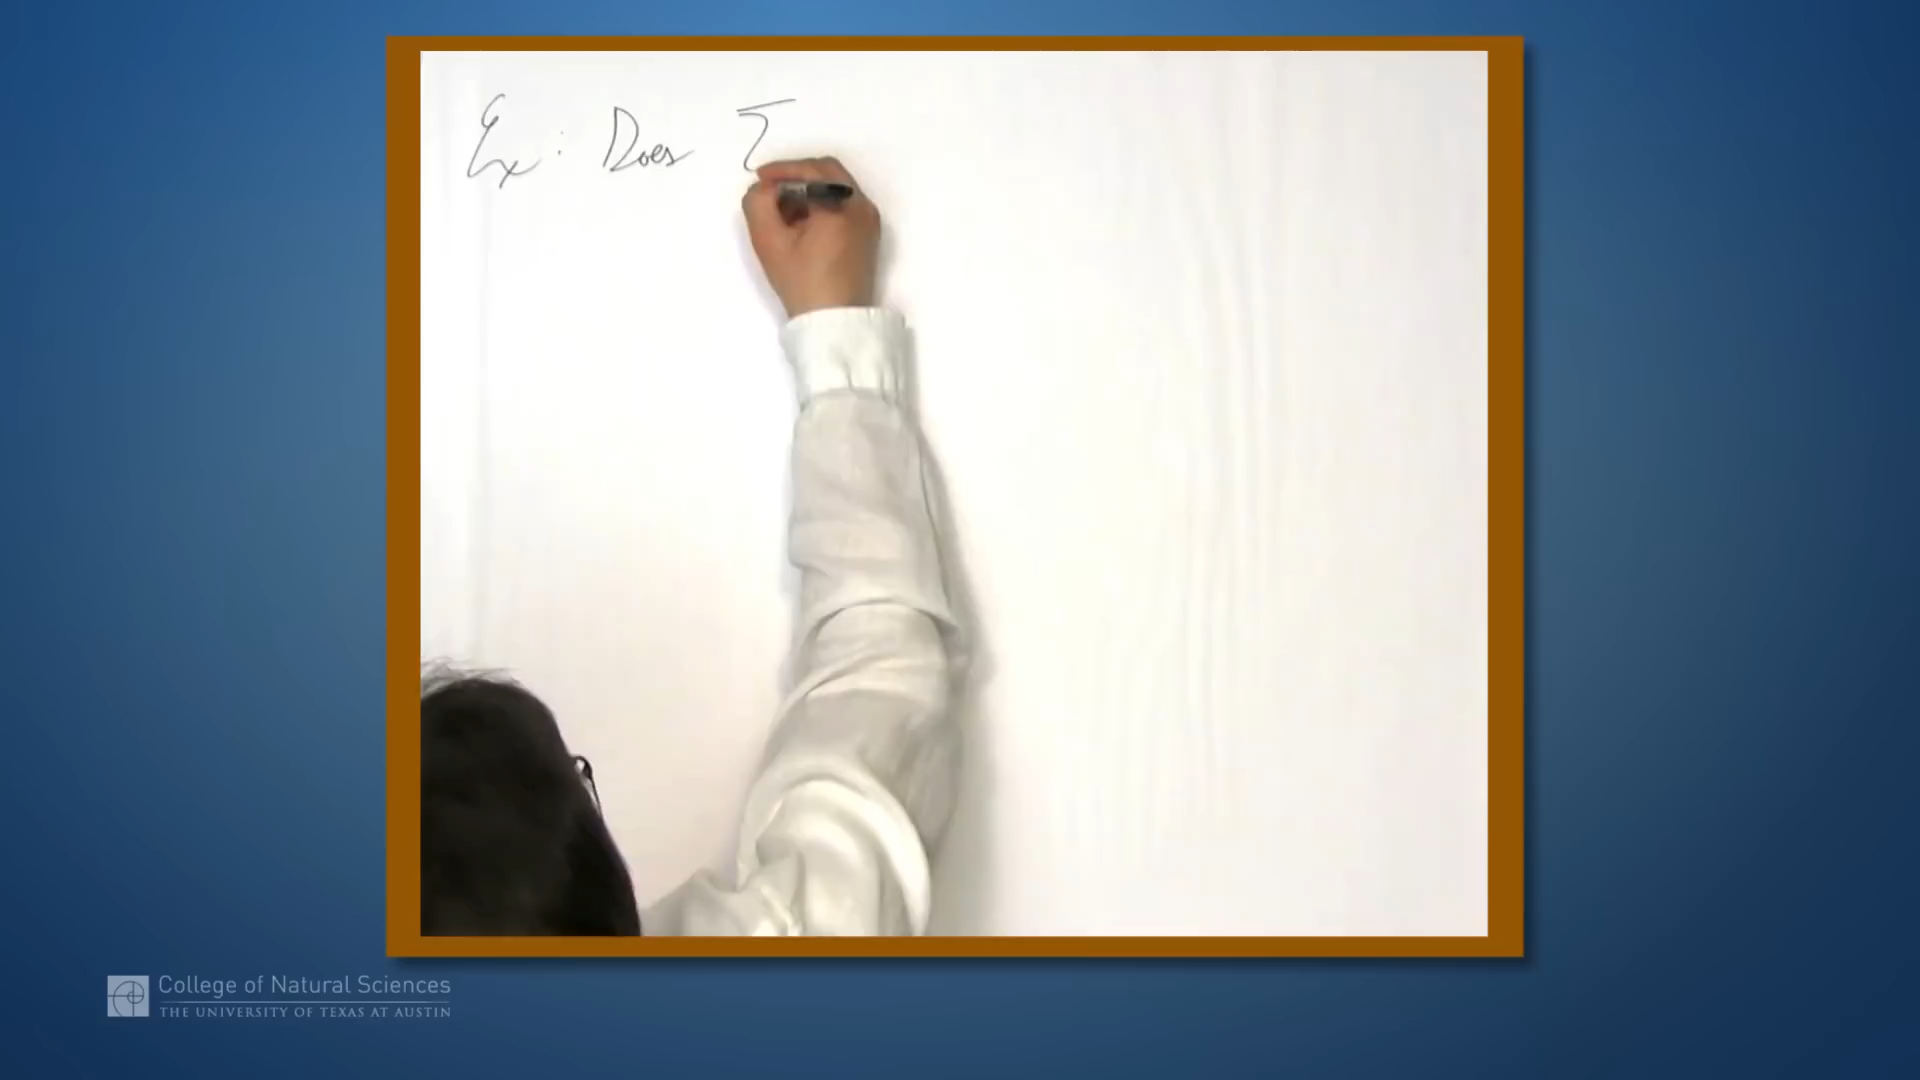 Ex: Does Σ
College of Natural Sciences
THE UNIVERSITY OF TEXAS AT AUSTIN